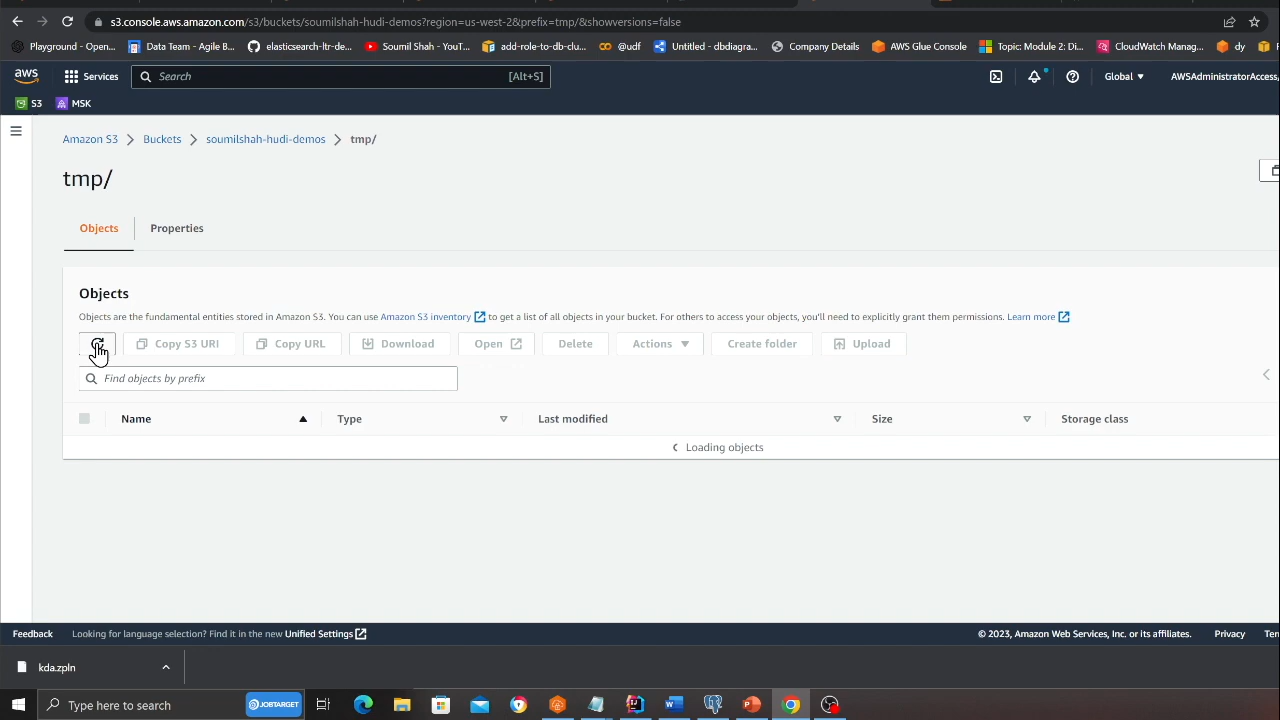 s3.console.aws.amazon.com/s3/buckets/soumilshah-hudi-demos?region=us-west-2&prefix=tmp/&showversions=false
Playground - Open... Data Team - Agile B... elasticsearch-ltr-de... Soumil Shah - YouT... add-role-to-db-clu... @udf Untitled - dbdiagra... Company Details AWS Glue Console Topic: Module 2: Di... CloudWatch Manag... dy
aws Services Search [Alt+S] Global AWSAdministratorAccess/
S3 MSK
Amazon S3 Buckets soumilshah-hudi-demos tmp/
tmp/
Objects Properties
Objects
Objects are the fundamental entities stored in Amazon S3. You can use Amazon S3 inventory to get a list of all objects in your bucket. For others to access your objects, you'll need to explicitly grant them permissions. Learn more
Copy S3 URI Copy URL Download Open Delete Actions Create folder Upload
Find objects by prefix
Name Type Last modified Size Storage class
Loading objects
Feedback Looking for language selection? Find it in the new Unified Settings © 2023, Amazon Web Services, Inc. or its affiliates. Privacy
kda.zpln
Type here to search JOBTARGET